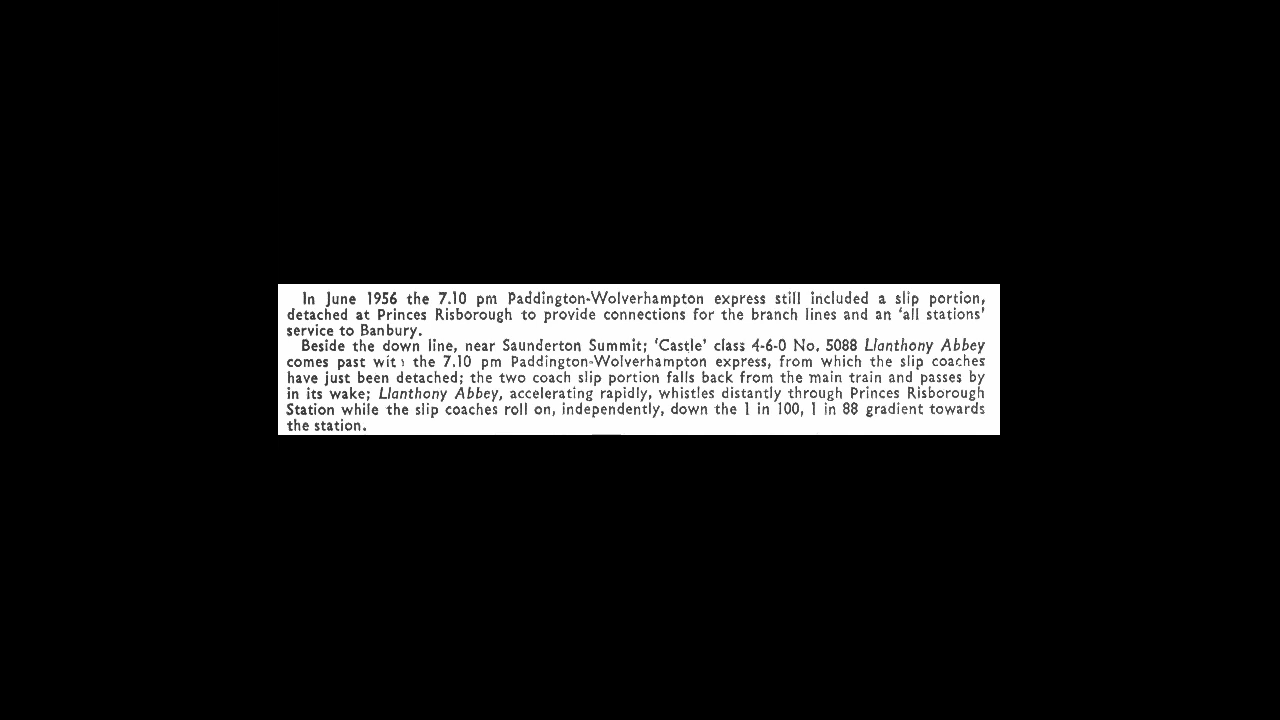 In June 1956 the 7.10 pm Paddington-Wolverhampton express still included a slip portion,
detached at Princes Risborough to provide connections for the branch lines and an 'all stations'
service to Banbury.
Beside the down line, near Saunderton Summit; 'Castle' class 4-6-0 No. 5088 Llanthony Abbey
comes past with the 7.10 pm Paddington-Wolverhampton express, from which the slip coaches
have just been detached; the two coach slip portion falls back from the main train and passes by
in its wake; Llanthony Abbey, accelerating rapidly, whistles distantly through Princes Risborough
Station while the slip coaches roll on, independently, down the 1 in 100, 1 in 88 gradient towards
the station.